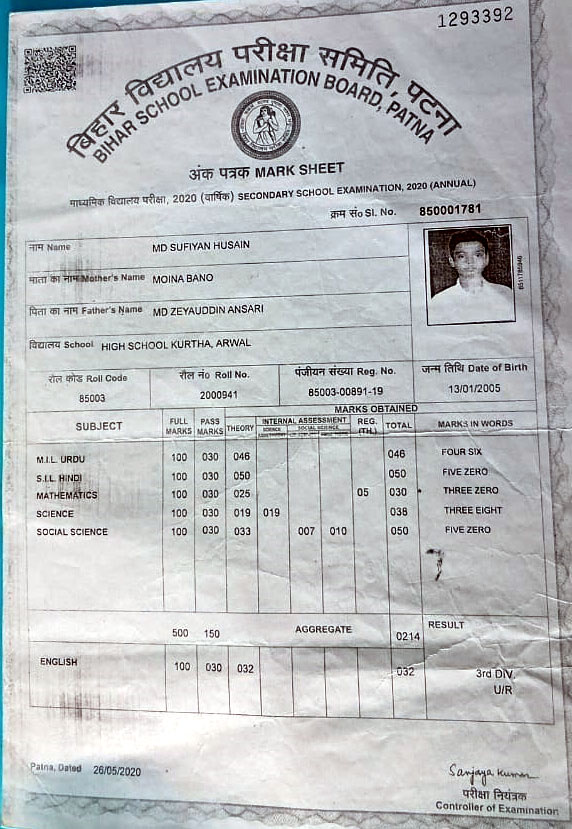 1293392
बिहार विद्यालय परीक्षा समिति, पटना
BIHAR SCHOOL EXAMINATION BOARD, PATNA
अंक पत्रक MARK SHEET
माध्यमिक विद्यालय परीक्षा, 2020 (वार्षिक) SECONDARY SCHOOL EXAMINATION, 2020 (ANNUAL)
क्रम सं० Sl. No. 850001781
नाम Name MD SUFIYAN HUSAIN
माता का नाम Mother's Name MOINA BANO
पिता का नाम Father's Name MD ZEYAUDDIN ANSARI
विद्यालय School HIGH SCHOOL KURTHA, ARWAL
रौल कोड Roll Code रौल नं० Roll No. पंजीयन संख्या Reg. No. जन्म तिथि Date of Birth
85003 2000941 85003-00891-19 13/01/2005
MARKS OBTAINED
SUBJECT FULL MARKS PASS MARKS THEORY INTERNAL ASSESSMENT REG. (TH.) TOTAL MARKS IN WORDS
SCIENCE SOCIAL SCIENCE
M.I.L. URDU 100 030 046 046 FOUR SIX
S.I.L. HINDI 100 030 050 050 FIVE ZERO
MATHEMATICS 100 030 025 05 030 * THREE ZERO
SCIENCE 100 030 019 019 038 THREE EIGHT
SOCIAL SCIENCE 100 030 033 007 010 050 FIVE ZERO
500 150 AGGREGATE 0214 RESULT
ENGLISH 100 030 032 032 3rd DIV.
U/R
Patna, Dated 26/05/2020
Sanjaya Kumar
परीक्षा नियंत्रक
Controller of Examination